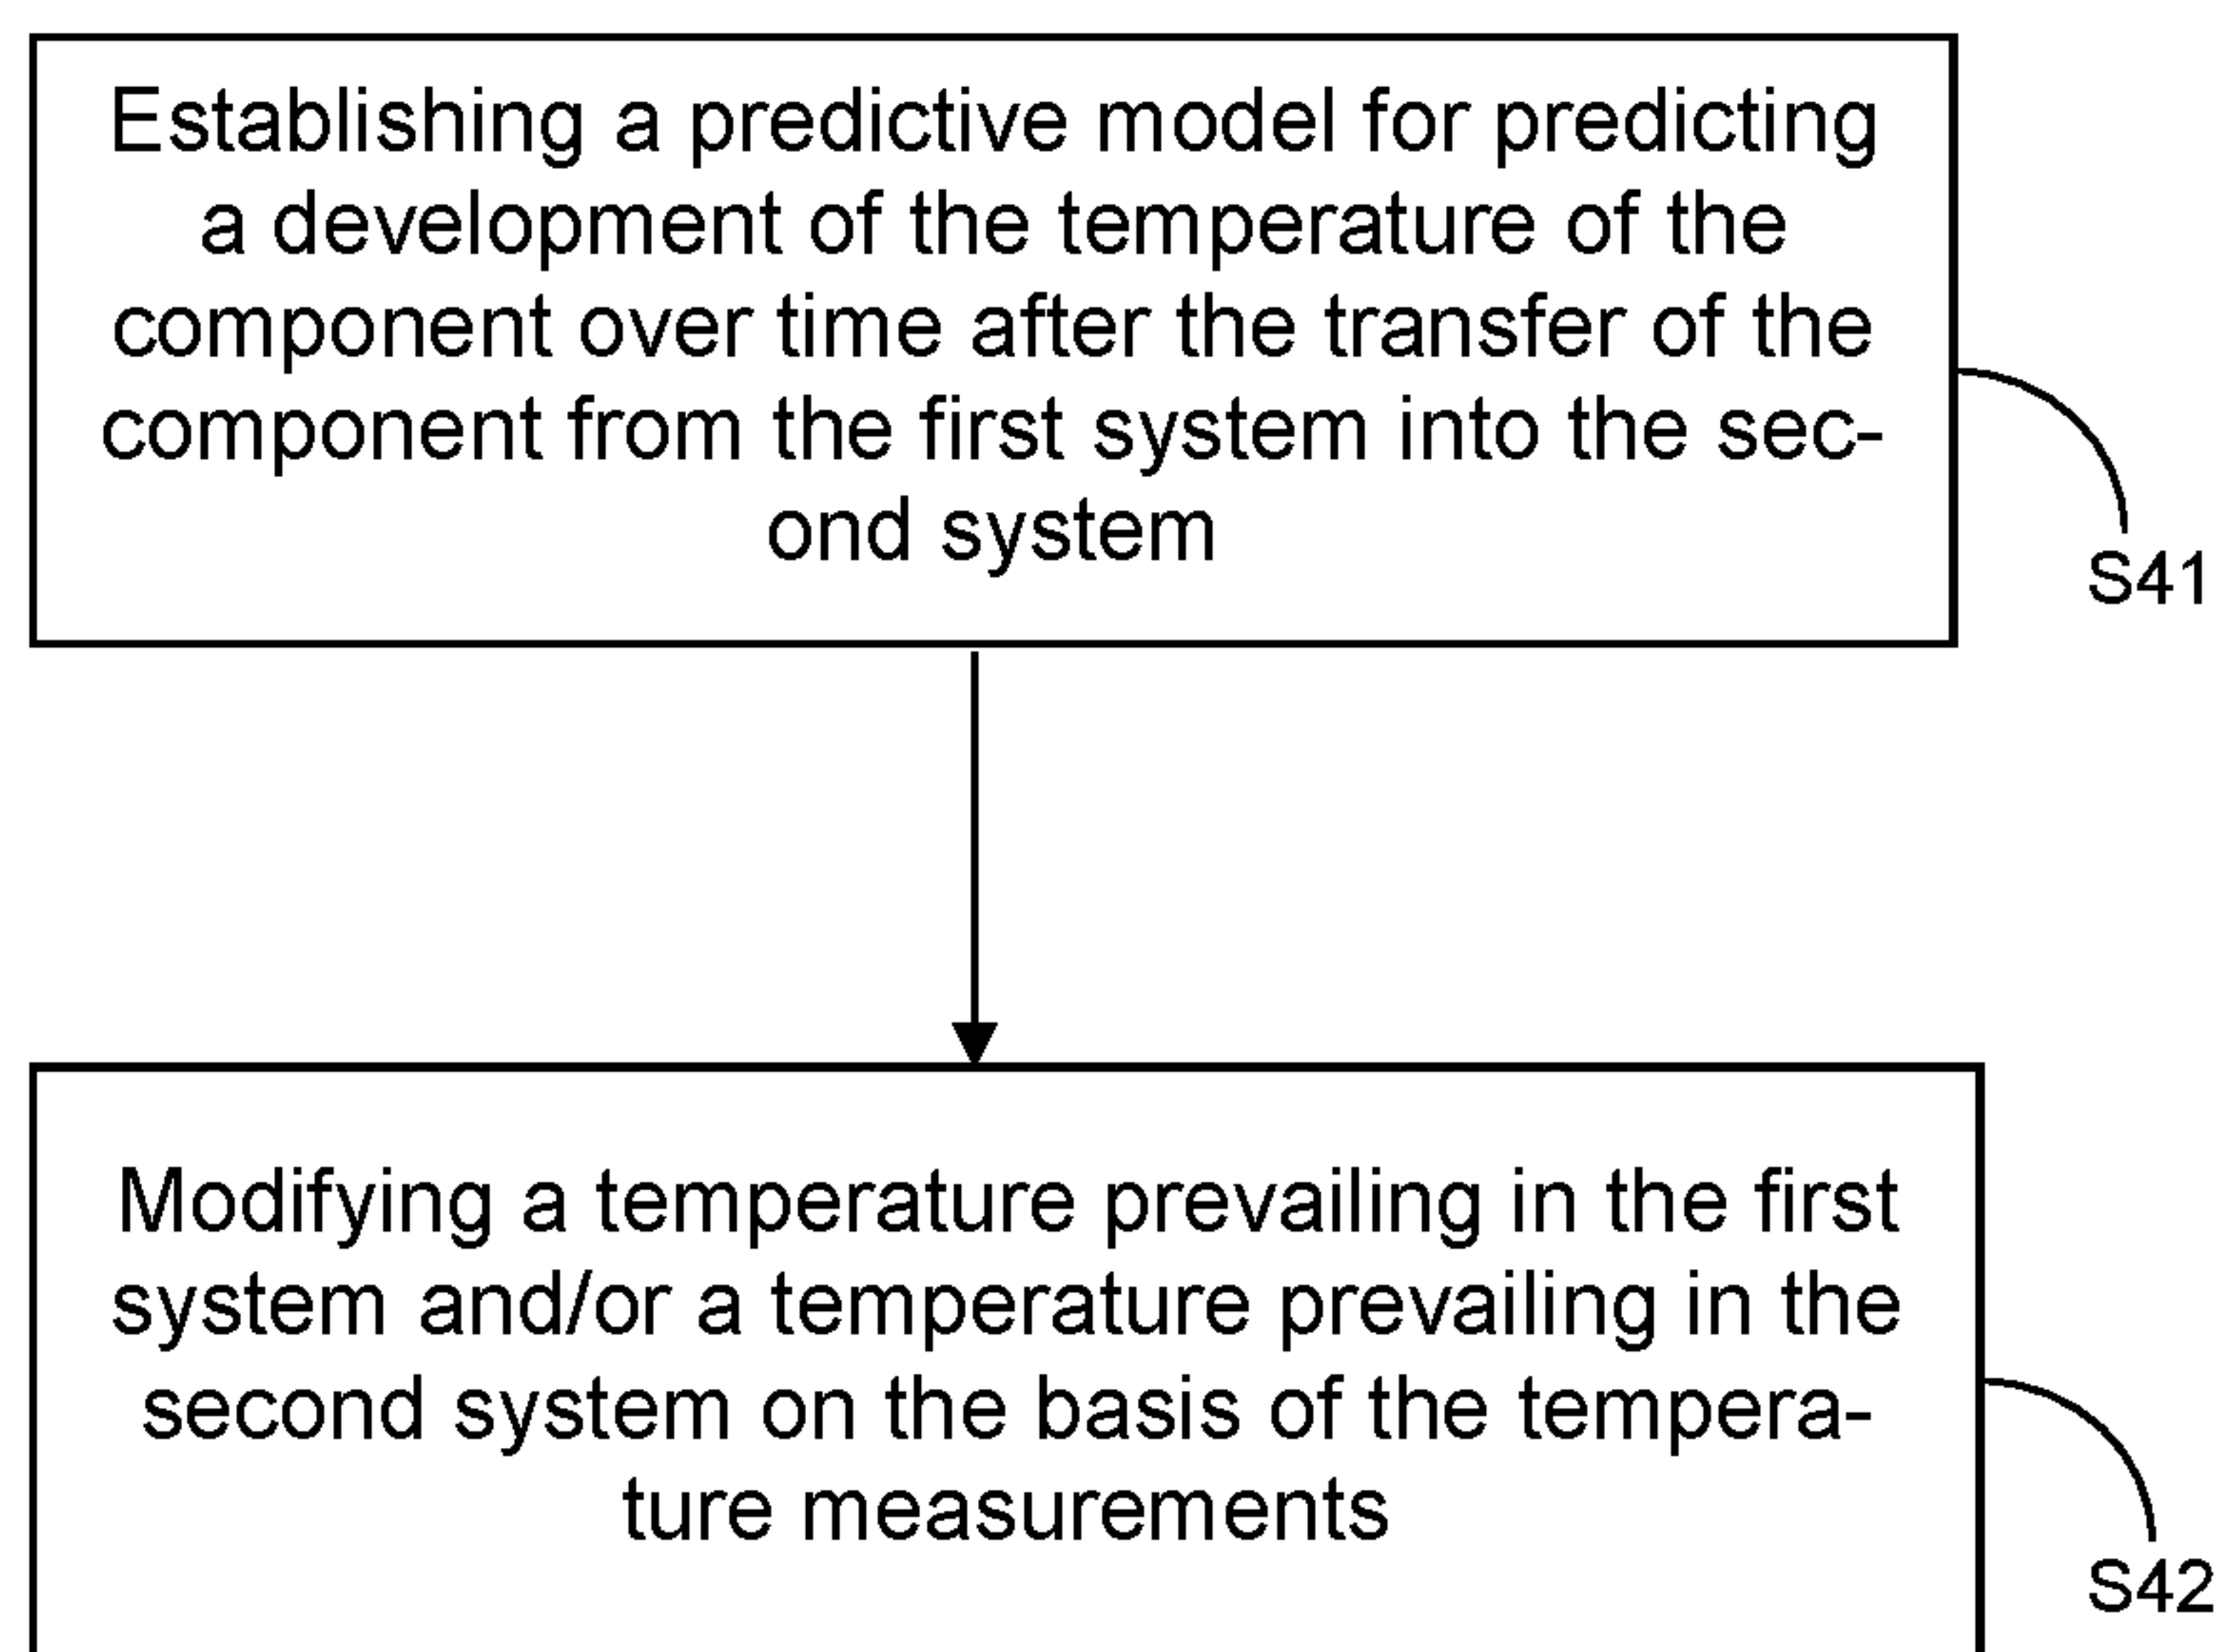 Establishing a predictive model for predicting
a development of the temperature of the
component over time after the transfer of the
component from the first system into the sec-
ond system
S41
Modifying a temperature prevailing in the first
system and/or a temperature prevailing in the
second system on the basis of the tempera-
ture measurements
S42